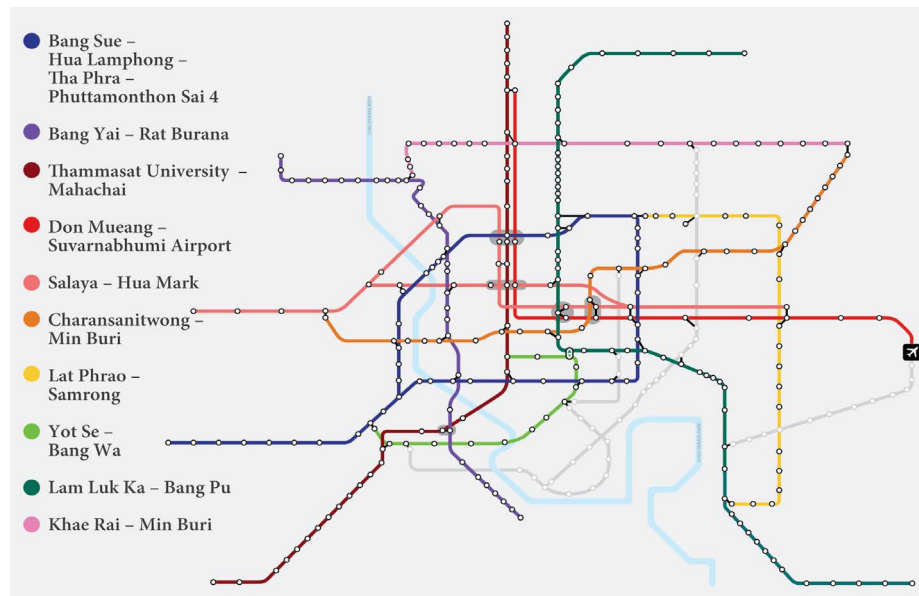 Bang Sue –
Hua Lamphong –
Tha Phra –
Phuttamonthon Sai 4
Bang Yai – Rat Burana
Thammasat University –
Mahachai
Don Mueang –
Suvarnabhumi Airport
Salaya – Hua Mark
Charansanitwong –
Min Buri
Lat Phrao –
Samrong
Yot Se –
Bang Wa
Lam Luk Ka – Bang Pu
Khae Rai – Min Buri